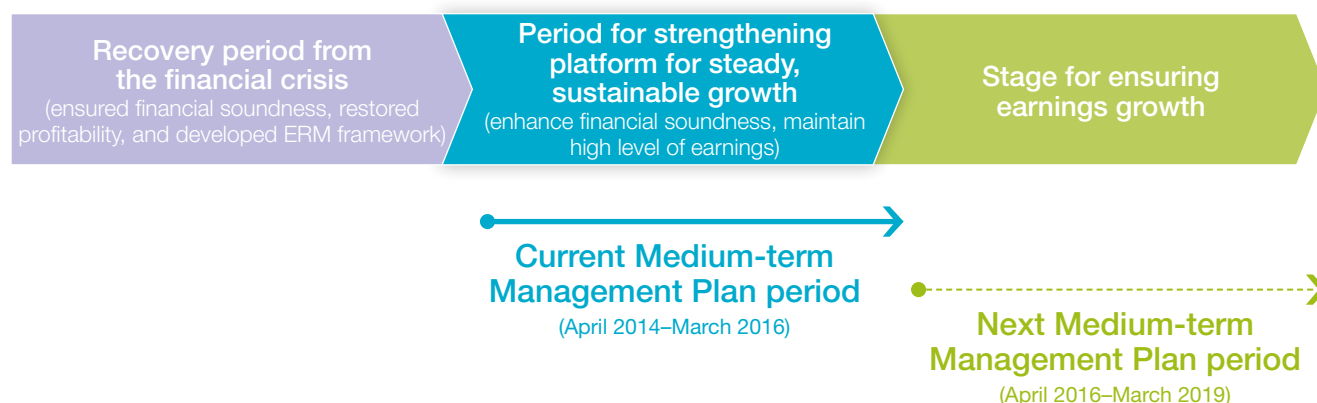 Recovery period from
the financial crisis
(ensured financial soundness, restored
profitability, and developed ERM framework)
Period for strengthening
platform for steady,
sustainable growth
(enhance financial soundness, maintain
high level of earnings)
Stage for ensuring
earnings growth
Current Medium-term
Management Plan period
(April 2014–March 2016)
Next Medium-term
Management Plan period
(April 2016–March 2019)